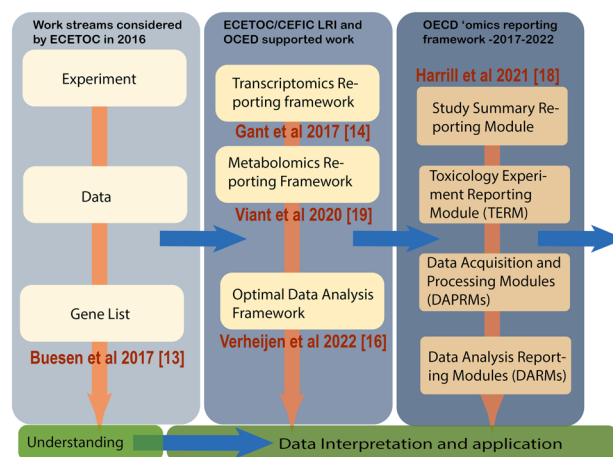 Work streams considered
by ECETOC in 2016
Experiment
Data
Gene List
Buesen et al 2017 [13]
ECETOC/CEFIC LRI and
OCED supported work
Transcriptomics Re-
porting framework
Gant et al 2017 [14]
Metabolomics Re-
porting Framework
Viant et al 2020 [19]
Optimal Data Analysis
Framework
Verheijen et al 2022 [16]
OECD ‘omics reporting
framework -2017-2022
Harrill et al 2021 [18]
Study Summary Re-
porting Module
Toxicology Experi-
ment Reporting
Module (TERM)
Data Acquisition and
Processing Modules
(DAPRMs)
Data Analysis Report-
ing Modules (DARMs)
Understanding
Data Interpretation and application